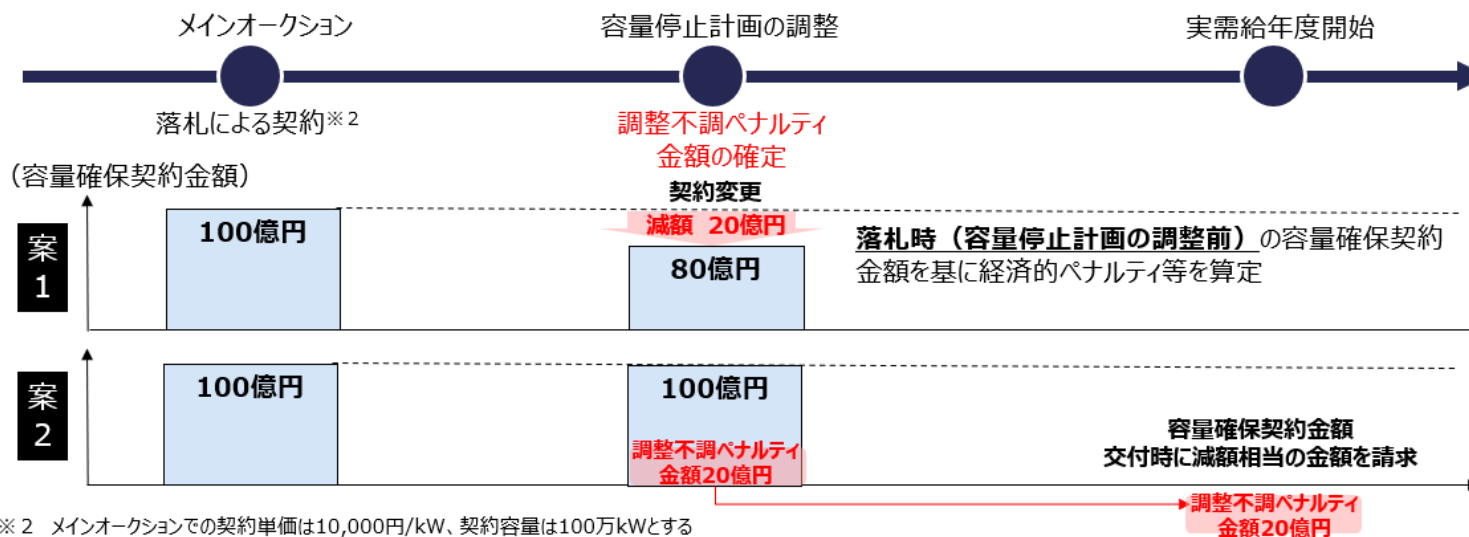 メインオークション
容量停止計画の調整
実需給年度開始
落札による契約※2
調整不調ペナルティ
金額の確定
（容量確保契約金額）
契約変更
案
1
100億円
減額 20億円
80億円
落札時（容量停止計画の調整前）の容量確保契約
金額を基に経済的ペナルティ等を算定
案
2
100億円
100億円
調整不調ペナルティ
金額20億円
容量確保契約金額
交付時に減額相当の金額を請求
調整不調ペナルティ
金額20億円
※2 メインオークションでの契約単価は10,000円/kW、契約容量は100万kWとする